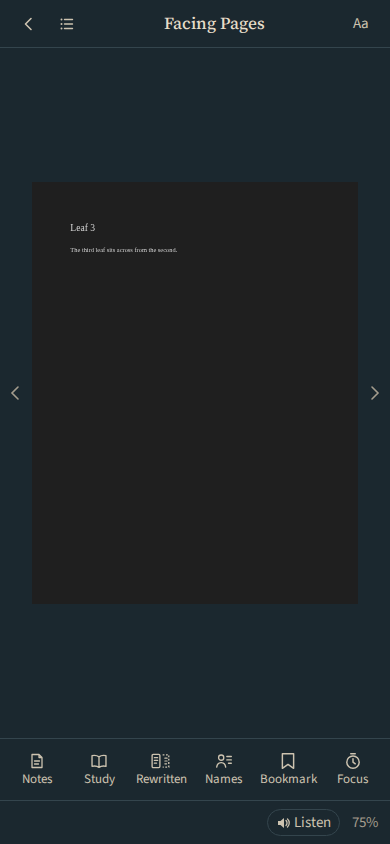 Facing Pages
Aa
Leaf 3
The third leaf sits across from the second.
Notes
Study
Rewritten
Names
Bookmark
Focus
Listen
75%